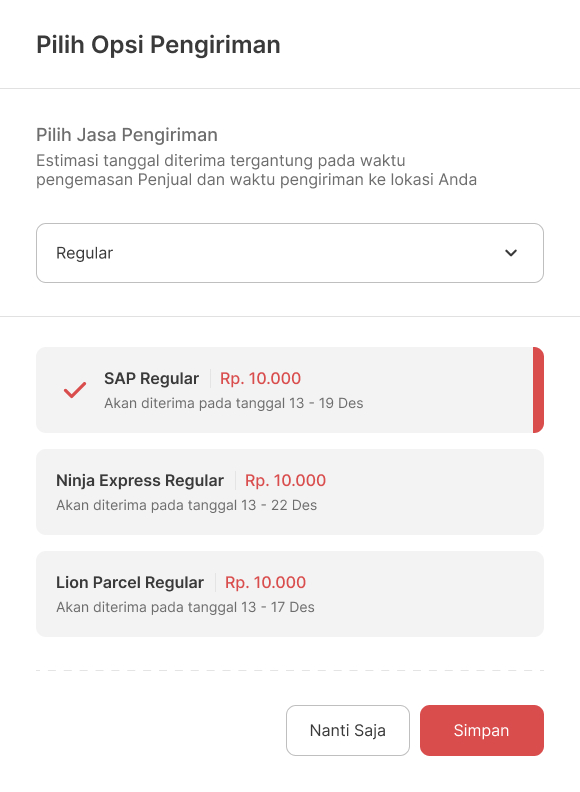 Pilih Opsi Pengiriman
Pilih Jasa Pengiriman
Estimasi tanggal diterima tergantung pada waktu
pengemasan Penjual dan waktu pengiriman ke lokasi Anda
Regular
SAP Regular Rp. 10.000
Akan diterima pada tanggal 13 - 19 Des
Ninja Express Regular Rp. 10.000
Akan diterima pada tanggal 13 - 22 Des
Lion Parcel Regular Rp. 10.000
Akan diterima pada tanggal 13 - 17 Des
Nanti Saja Simpan